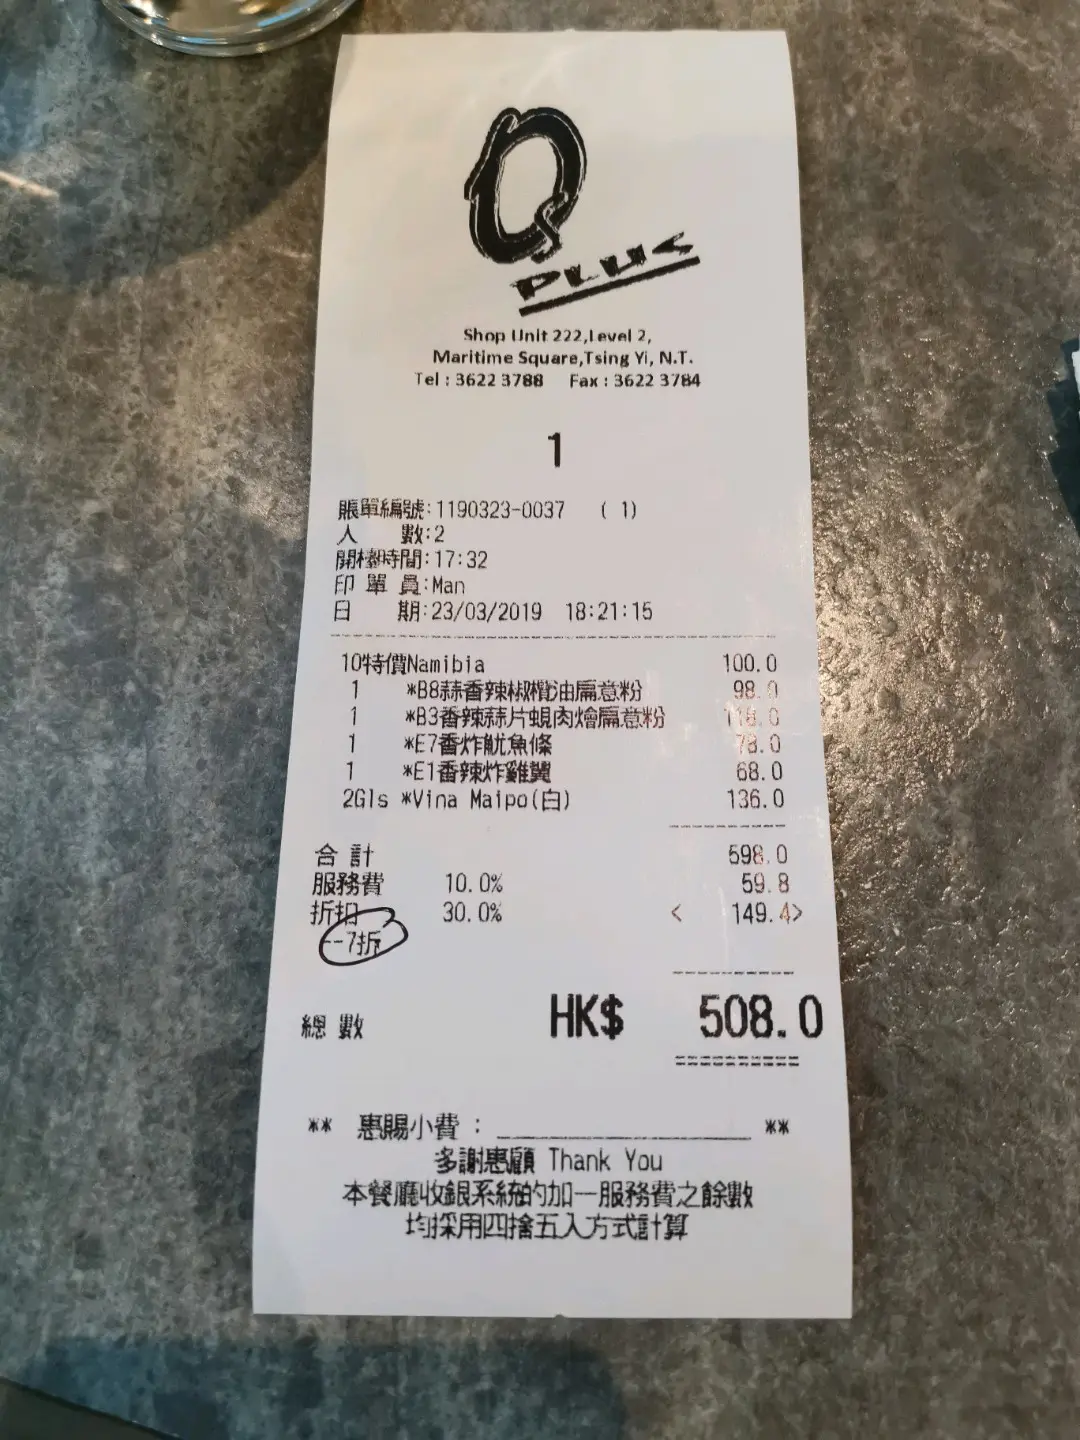 Q
PLUS
Shop Unit 222,Level 2,
Maritime Square,Tsing Yi, N.T.
Tel : 3622 3788 Fax : 3622 3784
1
賬單編號:1190323-0037 ( 1)
人 數:2
開檯時間:17:32
印 單 員:Man
日 期:23/03/2019 18:21:15
10特價Namibia 100.0
1 *B8蒜香辣椒欖油扁意粉 98.0
1 *B3香辣蒜片蜆肉燴扁意粉 118.0
1 *E7香炸魷魚條 78.0
1 *E1香辣炸雞翼 68.0
2Gls *Vina Maipo(白) 136.0
合 計 598.0
服務費 10.0% 59.8
折扣 30.0% < 149.4>
--7折
總 數 HK$ 508.0
** 惠賜小費 : ____________ **
多謝惠顧 Thank You
本餐廳收銀系統的加一服務費之餘數
均採用四捨五入方式計算